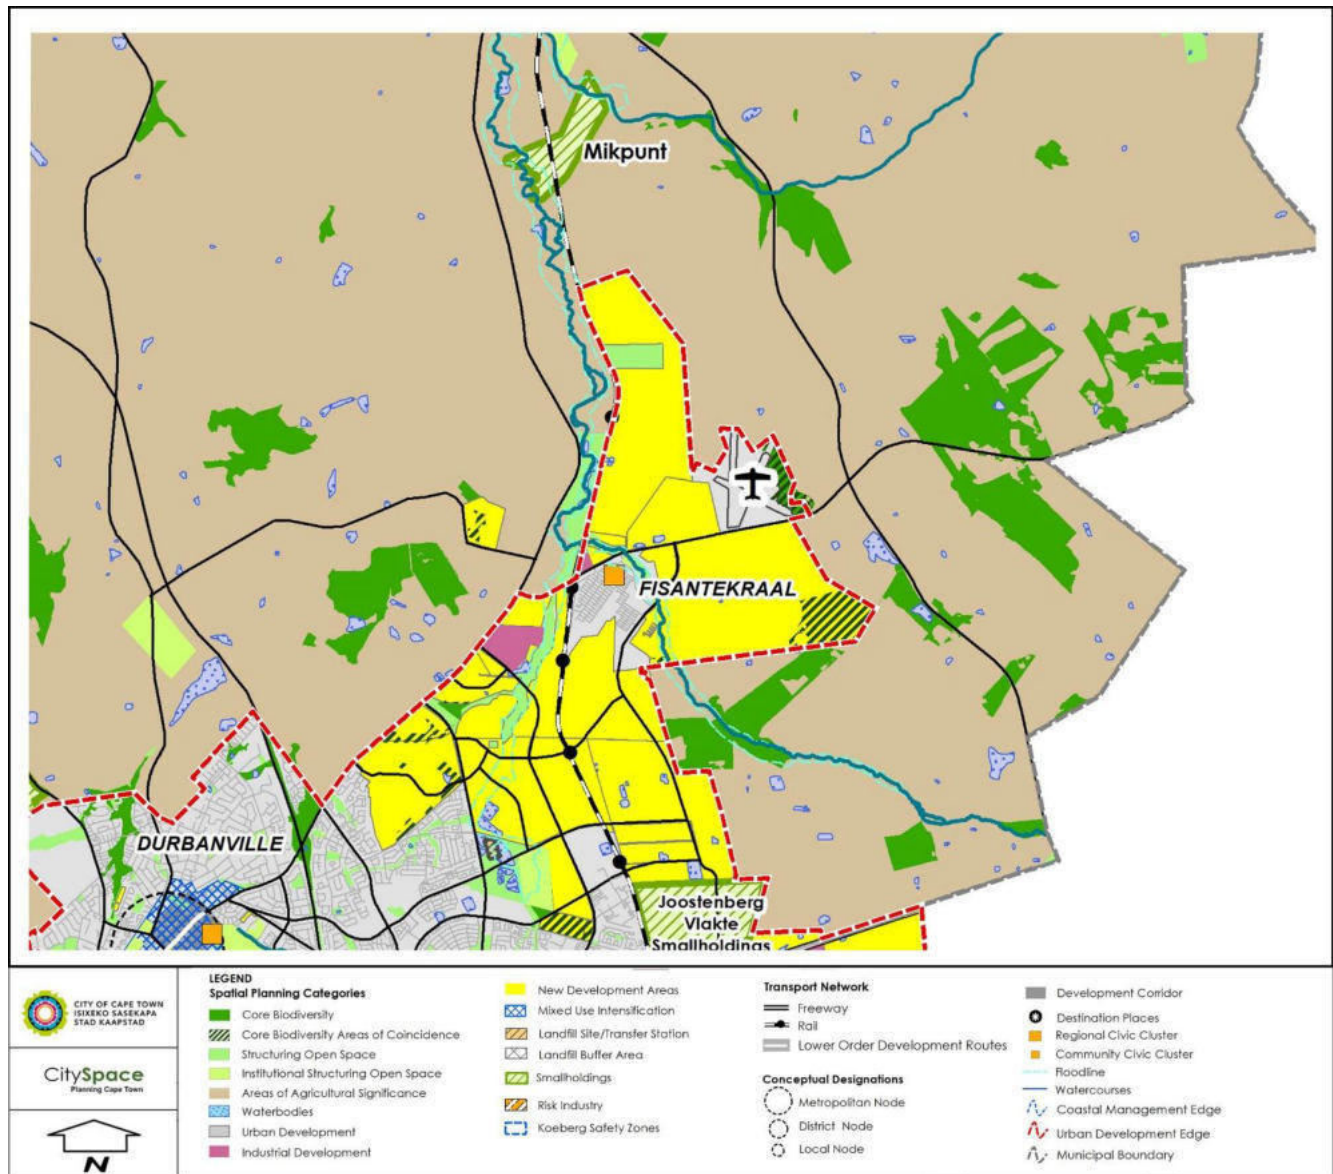 Mikpunt
FISANTEKRAAL
DURBANVILLE
Joostenberg
Vlakte
Smallholdings
CITY OF CAPE TOWN
ISIXEKO SASEKAPA
STAD KAAPSTAD
CitySpace
Planning Cape Town
N
LEGEND
Spatial Planning Categories
Core Biodiversity
Core Biodiversity Areas of Coincidence
Structuring Open Space
Institutional Structuring Open Space
Areas of Agricultural Significance
Waterbodies
Urban Development
Industrial Development
New Development Areas
Mixed Use Intensification
Landfill Site/Transfer Station
Landfill Buffer Area
Smallholdings
Risk Industry
Koeberg Safety Zones
Transport Network
Freeway
Rail
Lower Order Development Routes
Conceptual Designations
Metropolitan Node
District Node
Local Node
Development Corridor
Destination Places
Regional Civic Cluster
Community Civic Cluster
Floodline
Watercourses
Coastal Management Edge
Urban Development Edge
Municipal Boundary